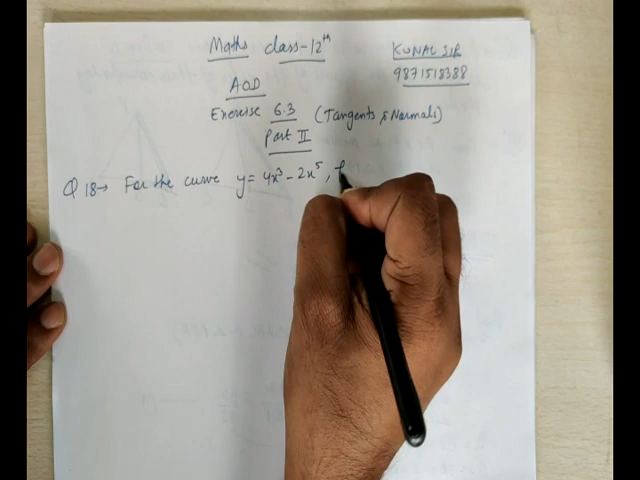 Maths class-12th
KUNAL SIR
9871518388
AOD
Exercise 6.3 (Tangents & Normals)
Part II
Q 18→ For the curve y = 4x³ - 2x⁵, f